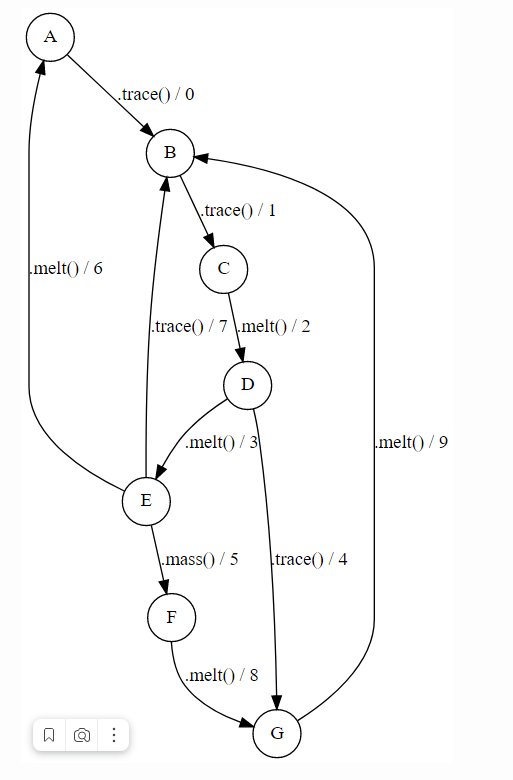 A
.trace() / 0
B
.trace() / 1
C
.melt() / 6
.trace() / 7
.melt() / 2
D
.melt() / 3
.melt() / 9
E
.mass() / 5
.trace() / 4
F
.melt() / 8
G